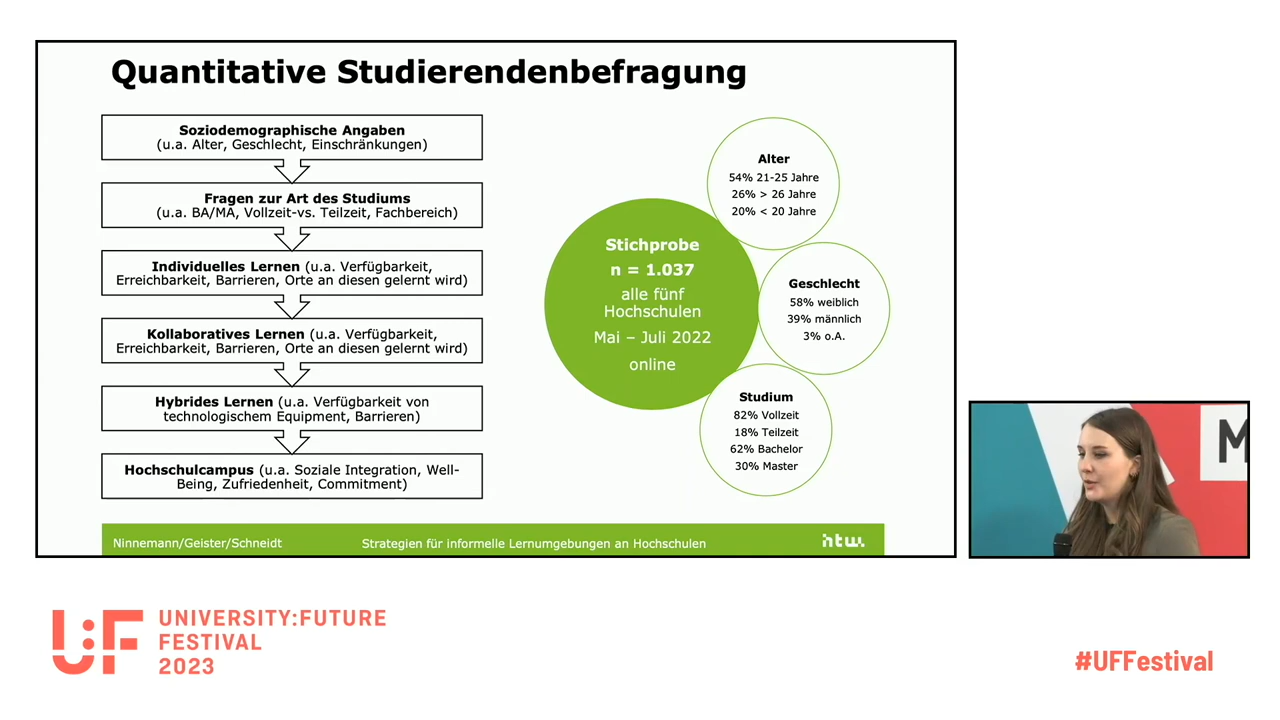 Quantitative Studierendenbefragung
Soziodemographische Angaben
(u.a. Alter, Geschlecht, Einschränkungen)
Fragen zur Art des Studiums
(u.a. BA/MA, Vollzeit-vs. Teilzeit, Fachbereich)
Individuelles Lernen (u.a. Verfügbarkeit,
Erreichbarkeit, Barrieren, Orte an diesen gelernt wird)
Kollaboratives Lernen (u.a. Verfügbarkeit,
Erreichbarkeit, Barrieren, Orte an diesen gelernt wird)
Hybrides Lernen (u.a. Verfügbarkeit von
technologischem Equipment, Barrieren)
Hochschulcampus (u.a. Soziale Integration, Well-
Being, Zufriedenheit, Commitment)
Stichprobe
n = 1.037
alle fünf
Hochschulen
Mai – Juli 2022
online
Alter
54% 21-25 Jahre
26% > 26 Jahre
20% < 20 Jahre
Geschlecht
58% weiblich
39% männlich
3% o.A.
Studium
82% Vollzeit
18% Teilzeit
62% Bachelor
30% Master
Ninnemann/Geister/Schneidt
Strategien für informelle Lernumgebungen an Hochschulen
htw.
M
U:F
UNIVERSITY:FUTURE
FESTIVAL
2023
#UFFestival